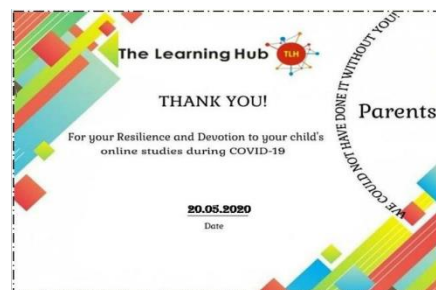 The Learning Hub TLH
THANK YOU!
For your Resilience and Devotion to your child's
online studies during COVID-19
20.05.2020
Date
WE COULD NOT HAVE DONE IT WITHOUT YOU!
Parents